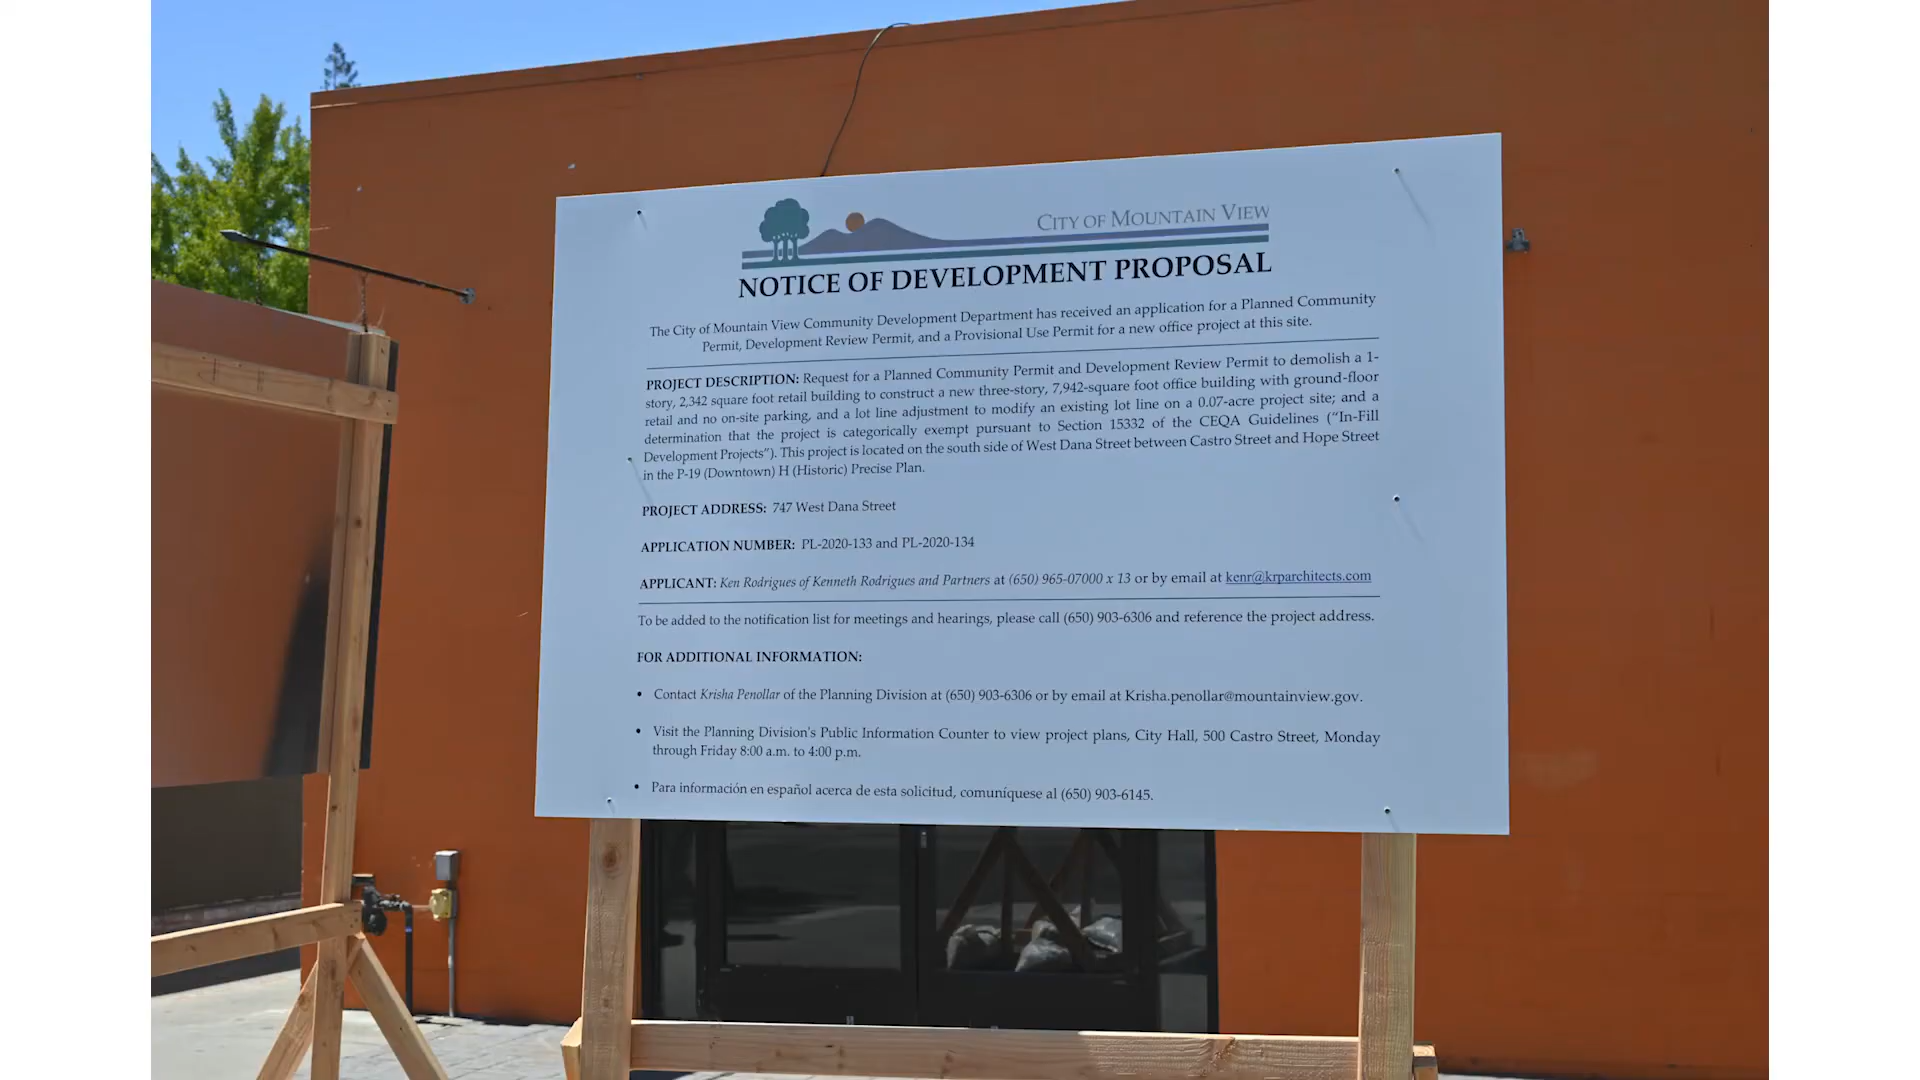 CITY OF MOUNTAIN VIEW
NOTICE OF DEVELOPMENT PROPOSAL
The City of Mountain View Community Development Department has received an application for a Planned Community
Permit, Development Review Permit, and a Provisional Use Permit for a new office project at this site.
PROJECT DESCRIPTION: Request for a Planned Community Permit and Development Review Permit to demolish a 1-
story, 2,342 square foot retail building to construct a new three-story, 7,942-square foot office building with ground-floor
retail and no on-site parking, and a lot line adjustment to modify an existing lot line on a 0.07-acre project site; and a
determination that the project is categorically exempt pursuant to Section 15332 of the CEQA Guidelines (“In-Fill
Development Projects”). This project is located on the south side of West Dana Street between Castro Street and Hope Street
in the P-19 (Downtown) H (Historic) Precise Plan.
PROJECT ADDRESS: 747 West Dana Street
APPLICATION NUMBER: PL-2020-133 and PL-2020-134
APPLICANT: Ken Rodrigues of Kenneth Rodrigues and Partners at (650) 965-07000 x 13 or by email at kenr@krparchitects.com
To be added to the notification list for meetings and hearings, please call (650) 903-6306 and reference the project address.
FOR ADDITIONAL INFORMATION:
• Contact Krisha Penollar of the Planning Division at (650) 903-6306 or by email at Krisha.penollar@mountainview.gov.
• Visit the Planning Division's Public Information Counter to view project plans, City Hall, 500 Castro Street, Monday
through Friday 8:00 a.m. to 4:00 p.m.
• Para información en español acerca de esta solicitud, comuníquese al (650) 903-6145.